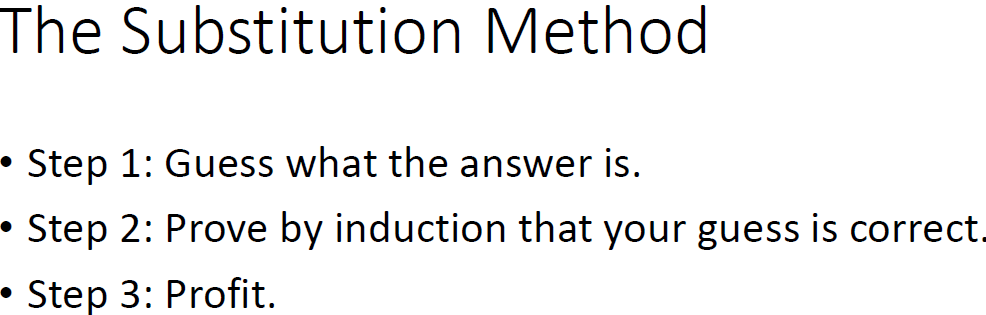 The Substitution Method
• Step 1: Guess what the answer is.
• Step 2: Prove by induction that your guess is correct.
• Step 3: Profit.